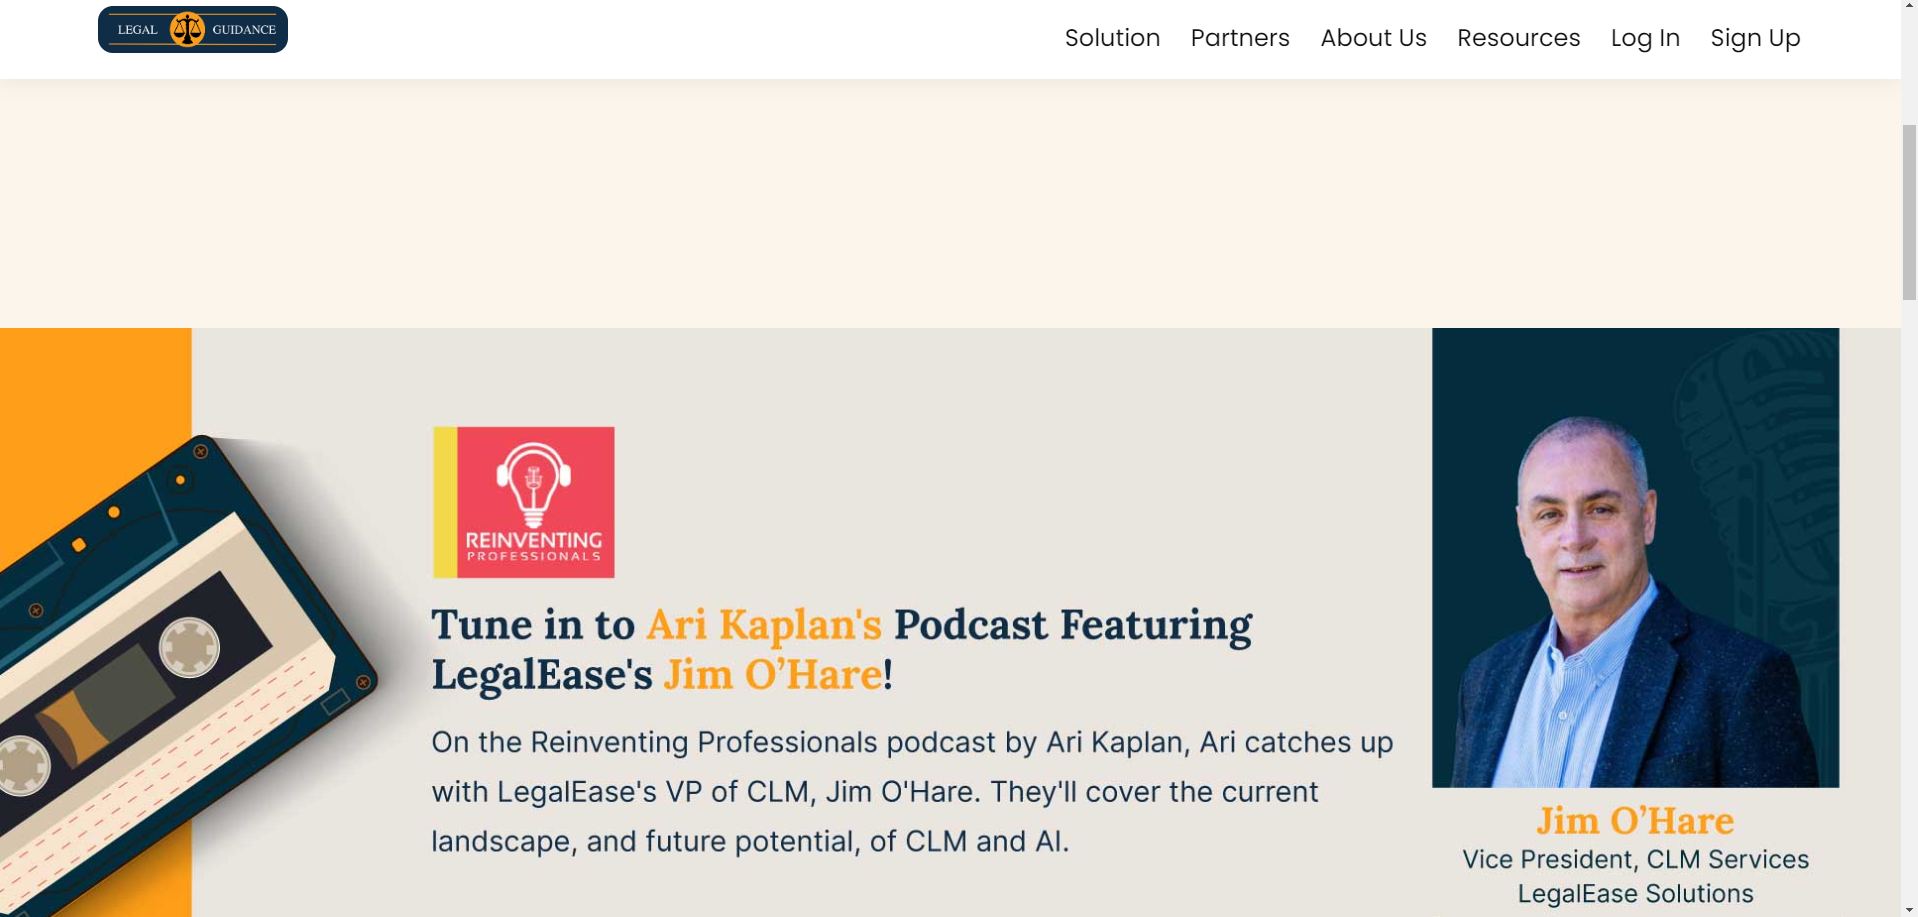 LEGAL GUIDANCE
Solution Partners About Us Resources Log In Sign Up
REINVENTING
PROFESSIONALS
Tune in to Ari Kaplan's Podcast Featuring
LegalEase's Jim O’Hare!
On the Reinventing Professionals podcast by Ari Kaplan, Ari catches up
with LegalEase's VP of CLM, Jim O'Hare. They'll cover the current
landscape, and future potential, of CLM and AI.
Jim O’Hare
Vice President, CLM Services
LegalEase Solutions